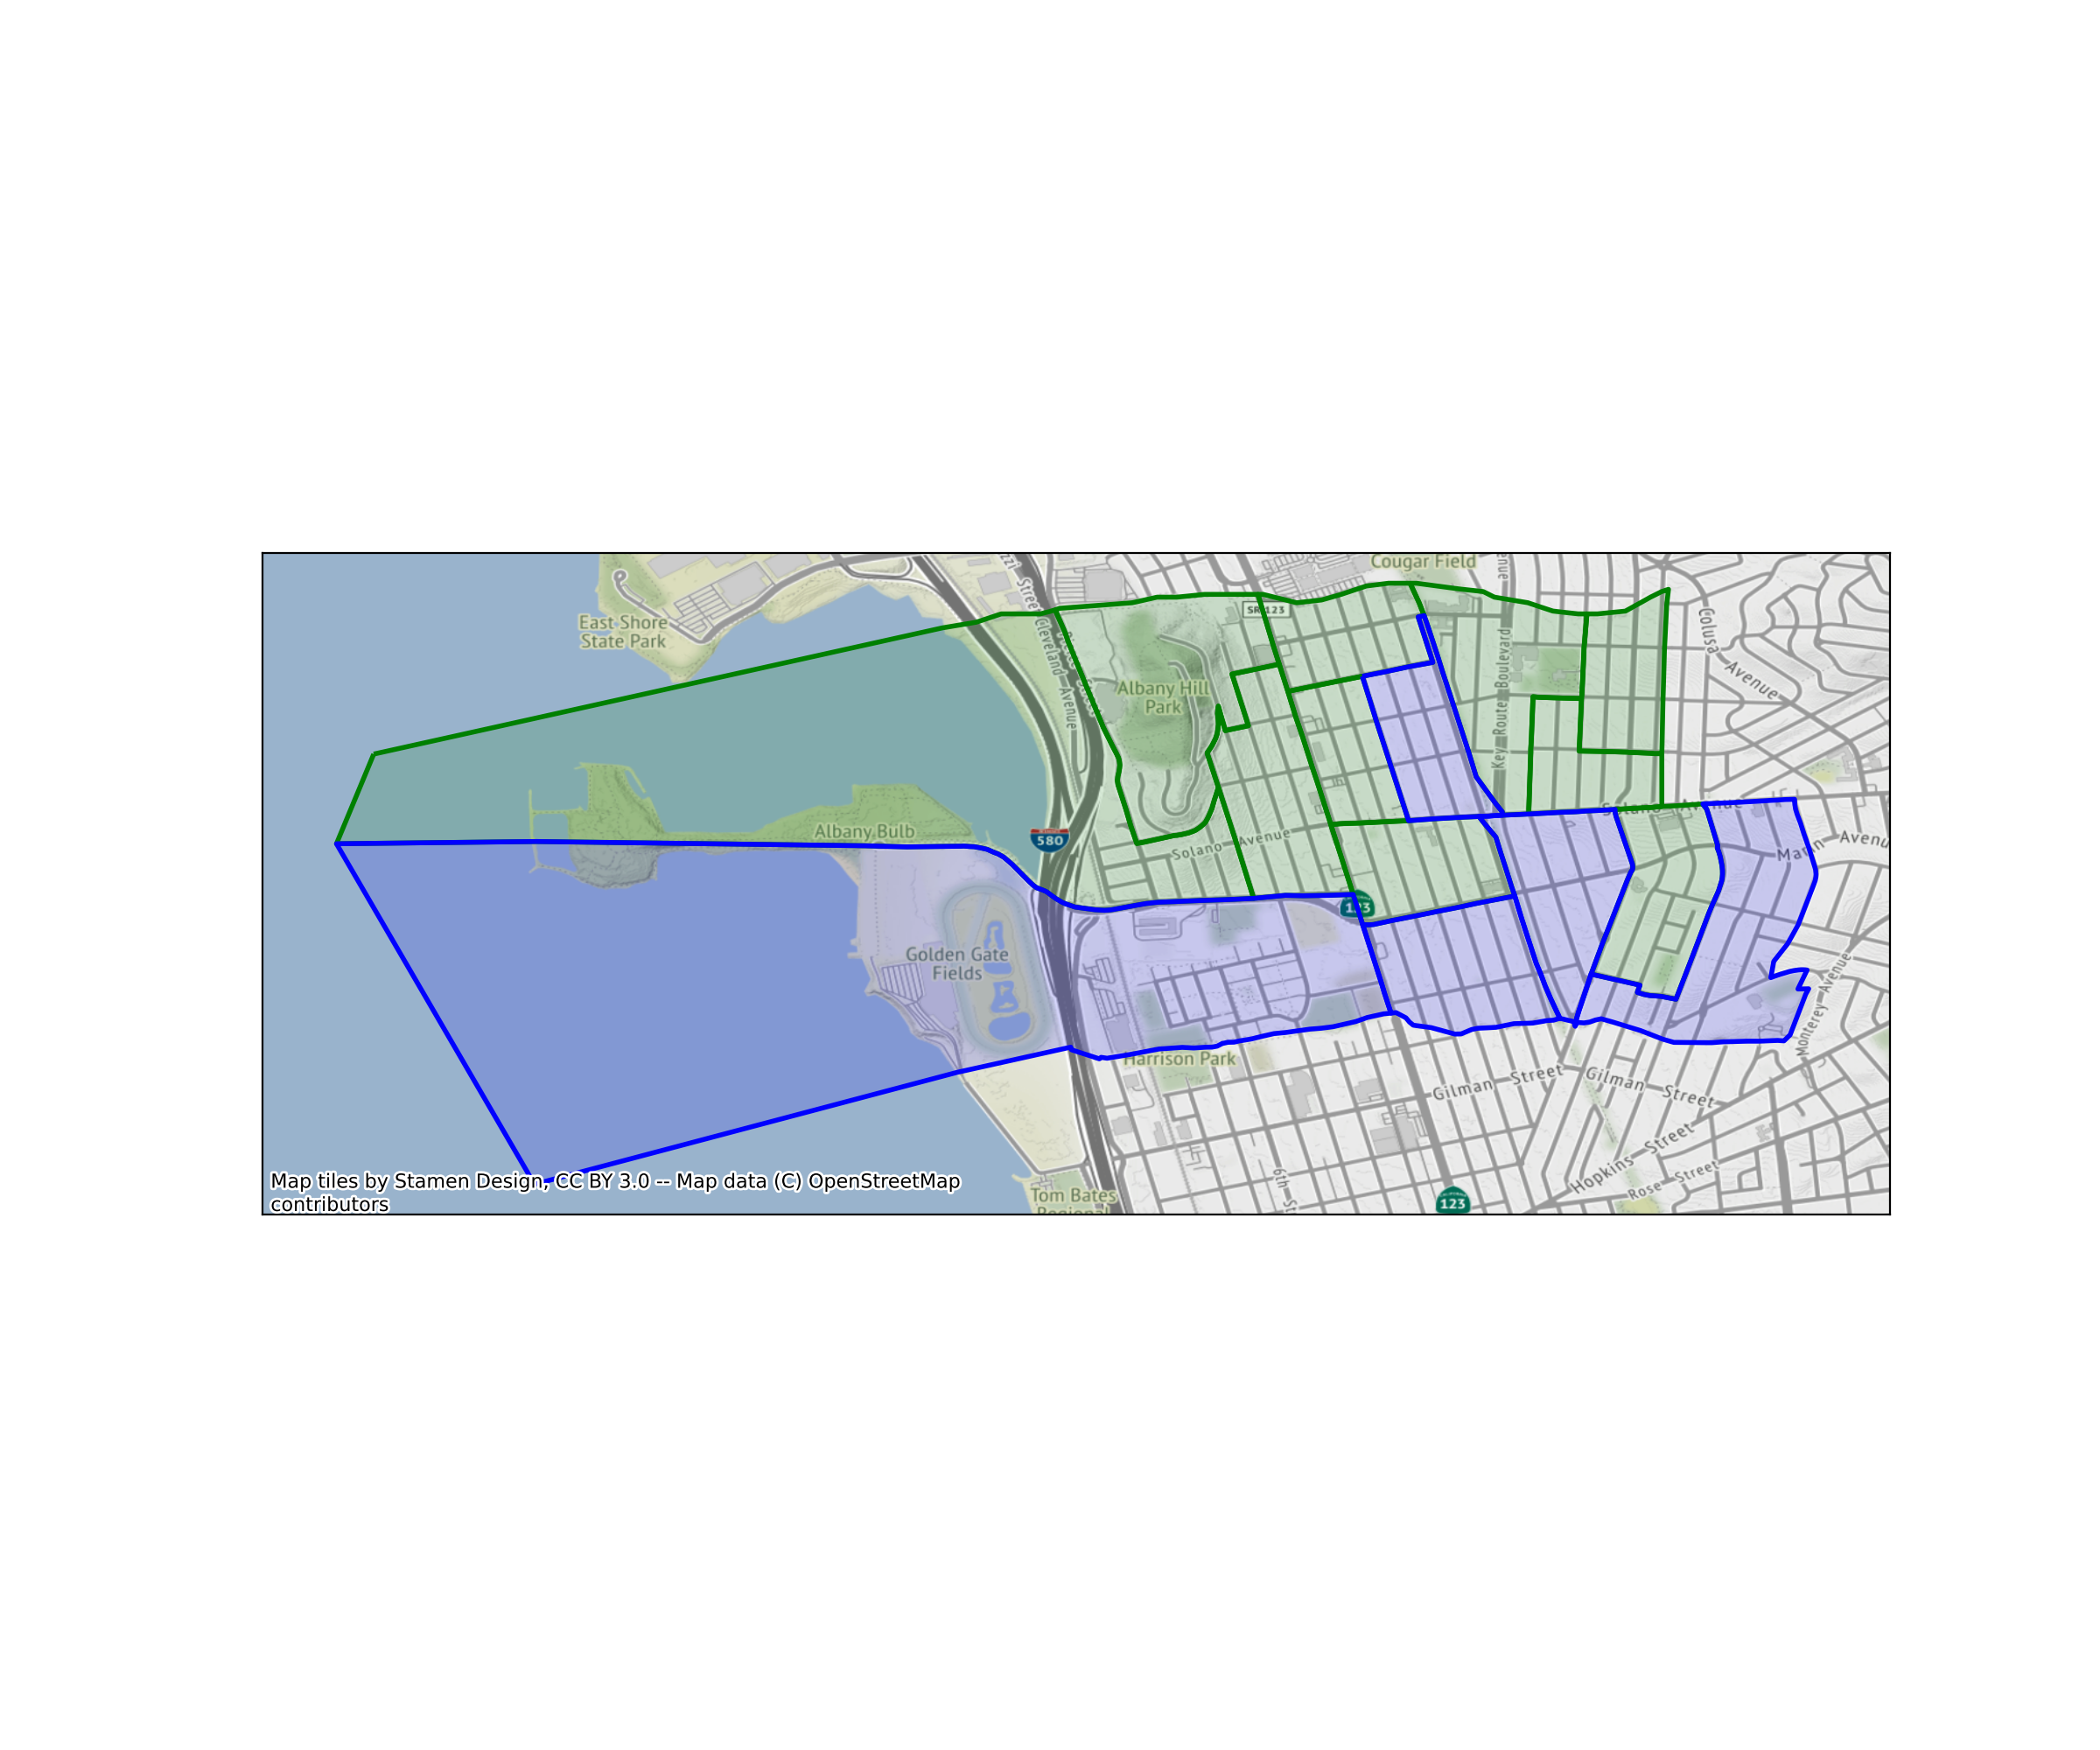 Cougar Field
SR 123
East Shore
State Park
Cleveland Avenue
Key Route Boulevard
Colusa Avenue
Albany Hill
Park
Albany Bulb
580
Solano Avenue
Solano Avenue
Marin Avenu
123
Golden Gate
Fields
Monterey Avenue
Harrison Park
Gilman Street
Gilman Street
Hopkins Street
Rose Street
6th St
Tom Bates
Regional
123
Map tiles by Stamen Design, CC BY 3.0 -- Map data (C) OpenStreetMap
contributors